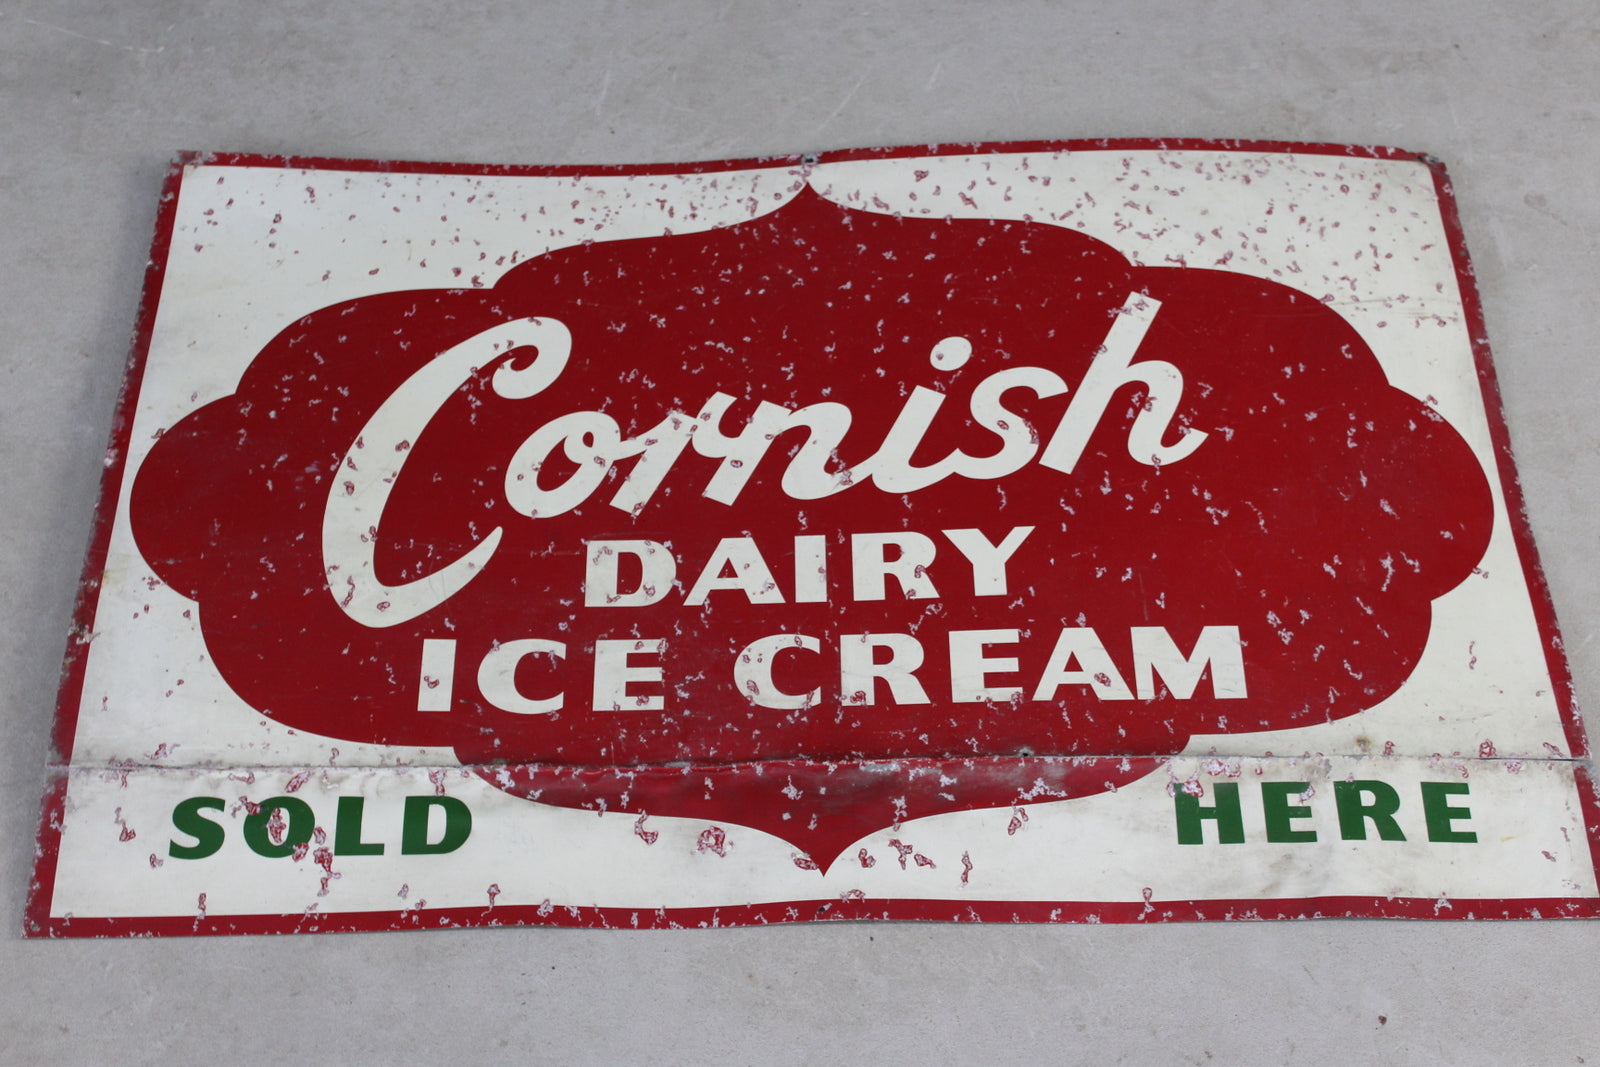 Cornish
DAIRY
ICE CREAM
SOLD HERE